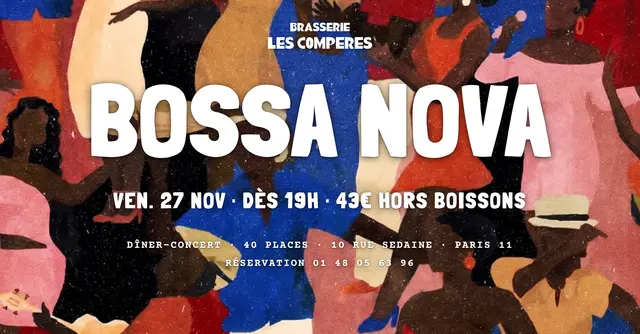 BRASSERIE
LES COMPERES
BOSSA NOVA
VEN. 27 NOV · DÈS 19H · 43€ HORS BOISSONS
DÎNER-CONCERT · 40 PLACES · 10 RUE SEDAINE · PARIS 11
RÉSERVATION 01 48 05 63 96